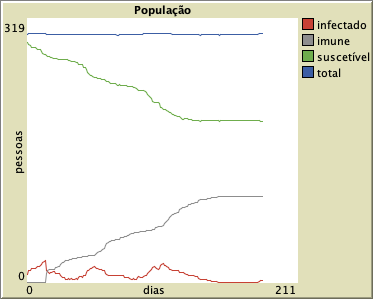 População
319
pessoas
0
0 dias 211
infectado
imune
suscetível
total